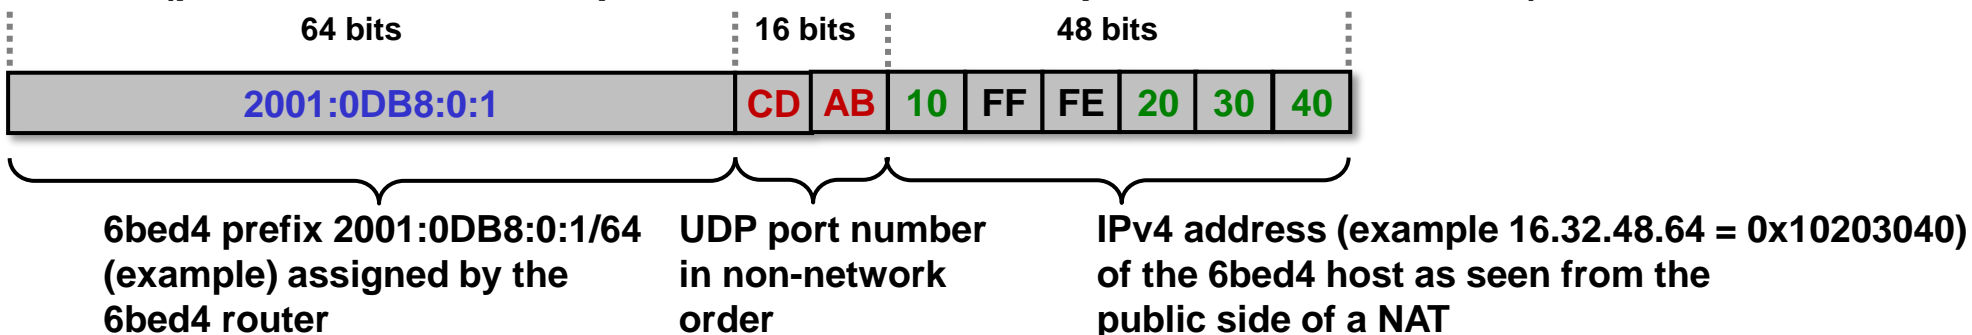 64 bits 16 bits 48 bits
2001:0DB8:0:1 CD AB 10 FF FE 20 30 40
6bed4 prefix 2001:0DB8:0:1/64
(example) assigned by the
6bed4 router
UDP port number
in non-network
order
IPv4 address (example 16.32.48.64 = 0x10203040)
of the 6bed4 host as seen from the
public side of a NAT